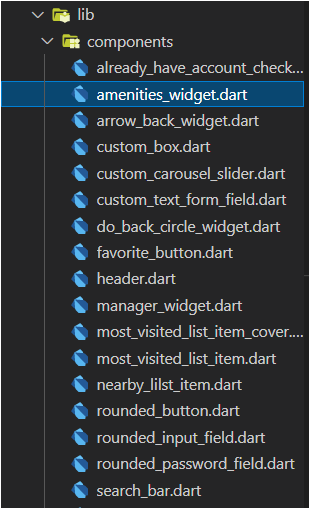 lib
components
already_have_account_check...
amenities_widget.dart
arrow_back_widget.dart
custom_box.dart
custom_carousel_slider.dart
custom_text_form_field.dart
do_back_circle_widget.dart
favorite_button.dart
header.dart
manager_widget.dart
most_visited_list_item_cover....
most_visited_list_item.dart
nearby_lilst_item.dart
rounded_button.dart
rounded_input_field.dart
rounded_password_field.dart
search_bar.dart